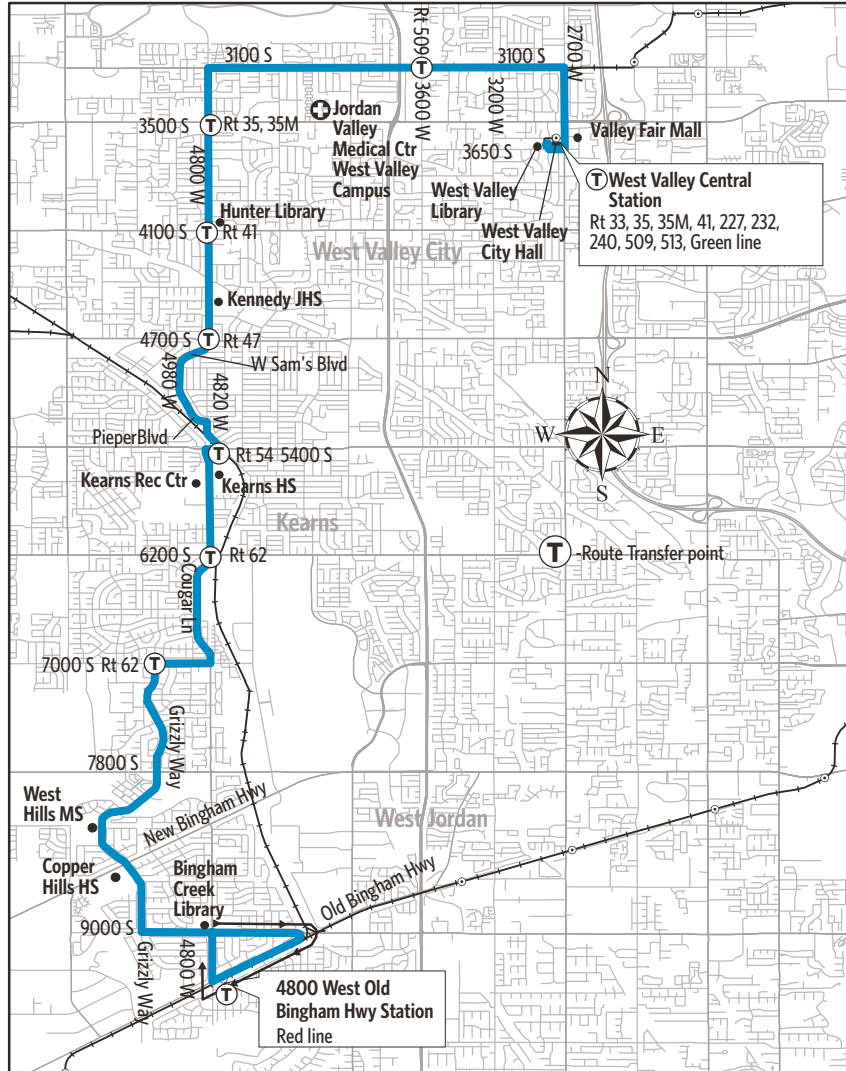 3100 S
Rt 509
3600 W
3100 S
2700 W
3200 W
3500 S
Rt 35, 35M
Jordan
Valley
Medical Ctr
West Valley
Campus
4800 W
3650 S
Valley Fair Mall
West Valley
Library
West Valley
City Hall
T West Valley Central
Station
Rt 33, 35, 35M, 41, 227, 232,
240, 509, 513, Green line
Hunter Library
4100 S
T
Rt 41
West Valley City
Kennedy JHS
4700 S
T
Rt 47
W Sam's Blvd
4980 W
4820 W
PieperBlvd
T
Rt 54 5400 S
Kearns Rec Ctr
Kearns HS
Kearns
N
W
E
S
6200 S
T
Rt 62
T -Route Transfer point
Cougar Ln
7000 S Rt 62
T
Grizzly Way
7800 S
West
Hills MS
New Bingham Hwy
West Jordan
Copper
Hills HS
Bingham
Creek
Library
Old Bingham Hwy
9000 S
Grizzly Way
4800 W
T
4800 West Old
Bingham Hwy Station
Red line
T
T